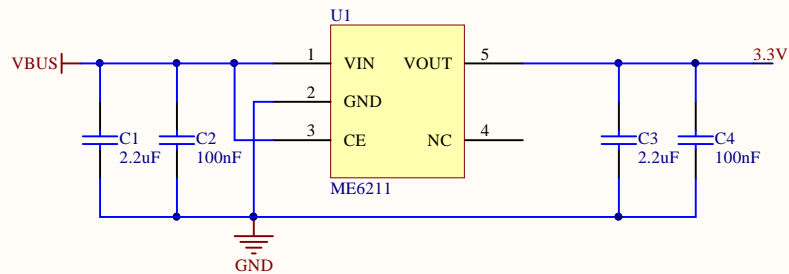 U1
VBUS
1
VIN
VOUT
5
3.3V
2
GND
3
CE
NC
4
C1
2.2uF
C2
100nF
C3
2.2uF
C4
100nF
ME6211
GND